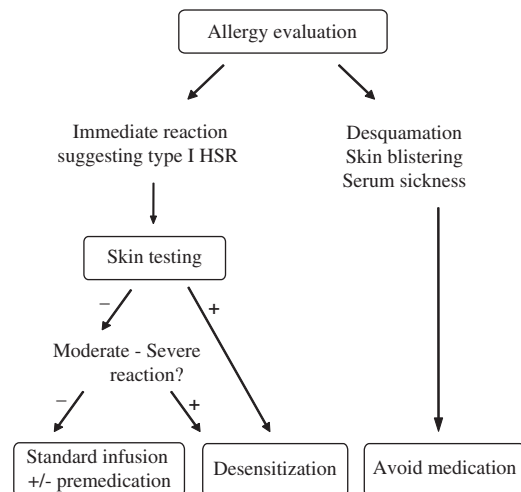 Allergy evaluation
Immediate reaction
suggesting type I HSR
Desquamation
Skin blistering
Serum sickness
Skin testing
–
+
Moderate - Severe
reaction?
–
+
Standard infusion
+/- premedication
Desensitization
Avoid medication